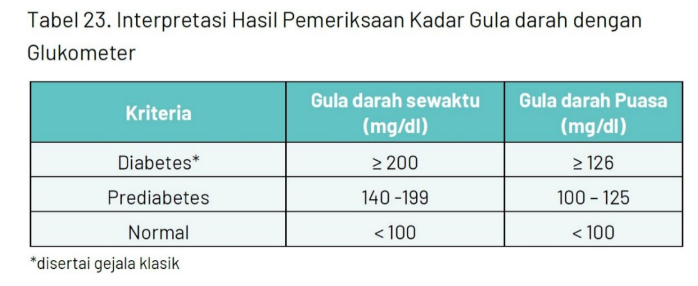 Tabel 23. Interpretasi Hasil Pemeriksaan Kadar Gula darah dengan
Glukometer
Kriteria Gula darah sewaktu (mg/dl) Gula darah Puasa (mg/dl)
Diabetes* ≥ 200 ≥ 126
Prediabetes 140 -199 100 – 125
Normal < 100 < 100
*disertai gejala klasik